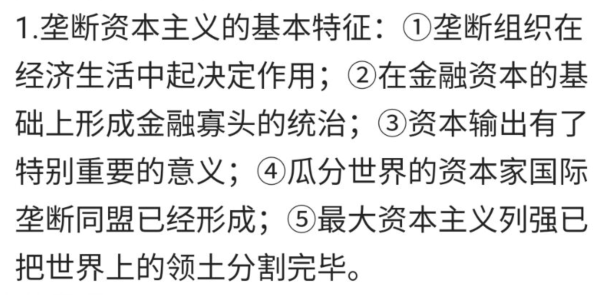 1.垄断资本主义的基本特征：①垄断组织在
经济生活中起决定作用；②在金融资本的基
础上形成金融寡头的统治；③资本输出有了
特别重要的意义；④瓜分世界的资本家国际
垄断同盟已经形成；⑤最大资本主义列强已
把世界上的领土分割完毕。